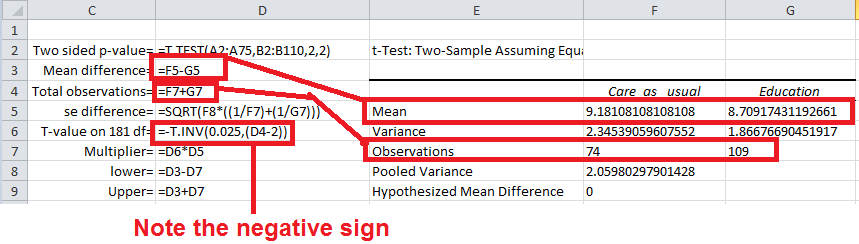 C D E F G
1
2 Two sided p-value= =T.TEST(A2:A75,B2:B110,2,2) t-Test: Two-Sample Assuming Equa
3 Mean difference= =F5-G5
4 Total observations= =F7+G7 Care as usual Education
5 se difference= =SQRT(F8*((1/F7)+(1/G7))) Mean 9.18108108108108 8.70917431192661
6 T-value on 181 df= =-T.INV(0.025,(D4-2)) Variance 2.34539059607552 1.86676690451917
7 Multiplier= =D6*D5 Observations 74 109
8 lower= =D3-D7 Pooled Variance 2.05980297901428
9 Upper= =D3+D7 Hypothesized Mean Difference 0
Note the negative sign